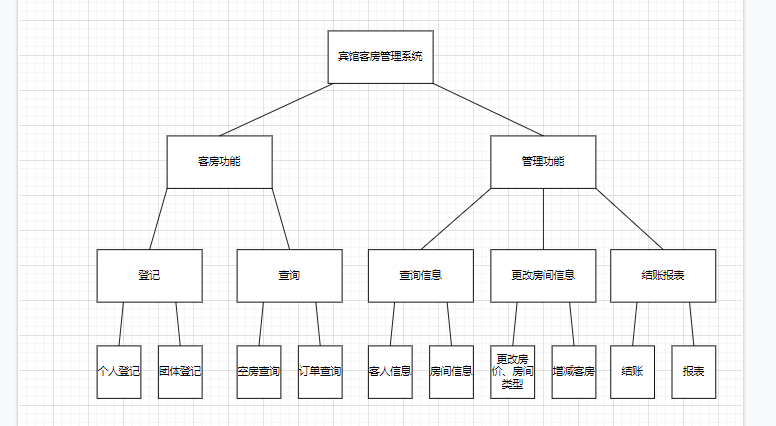 宾馆客房管理系统
客房功能
管理功能
登记
查询
查询信息
更改房间信息
结账报表
个人登记
团体登记
空房查询
订单查询
客人信息
房间信息
更改房
价、房间
类型
增减客房
结账
报表